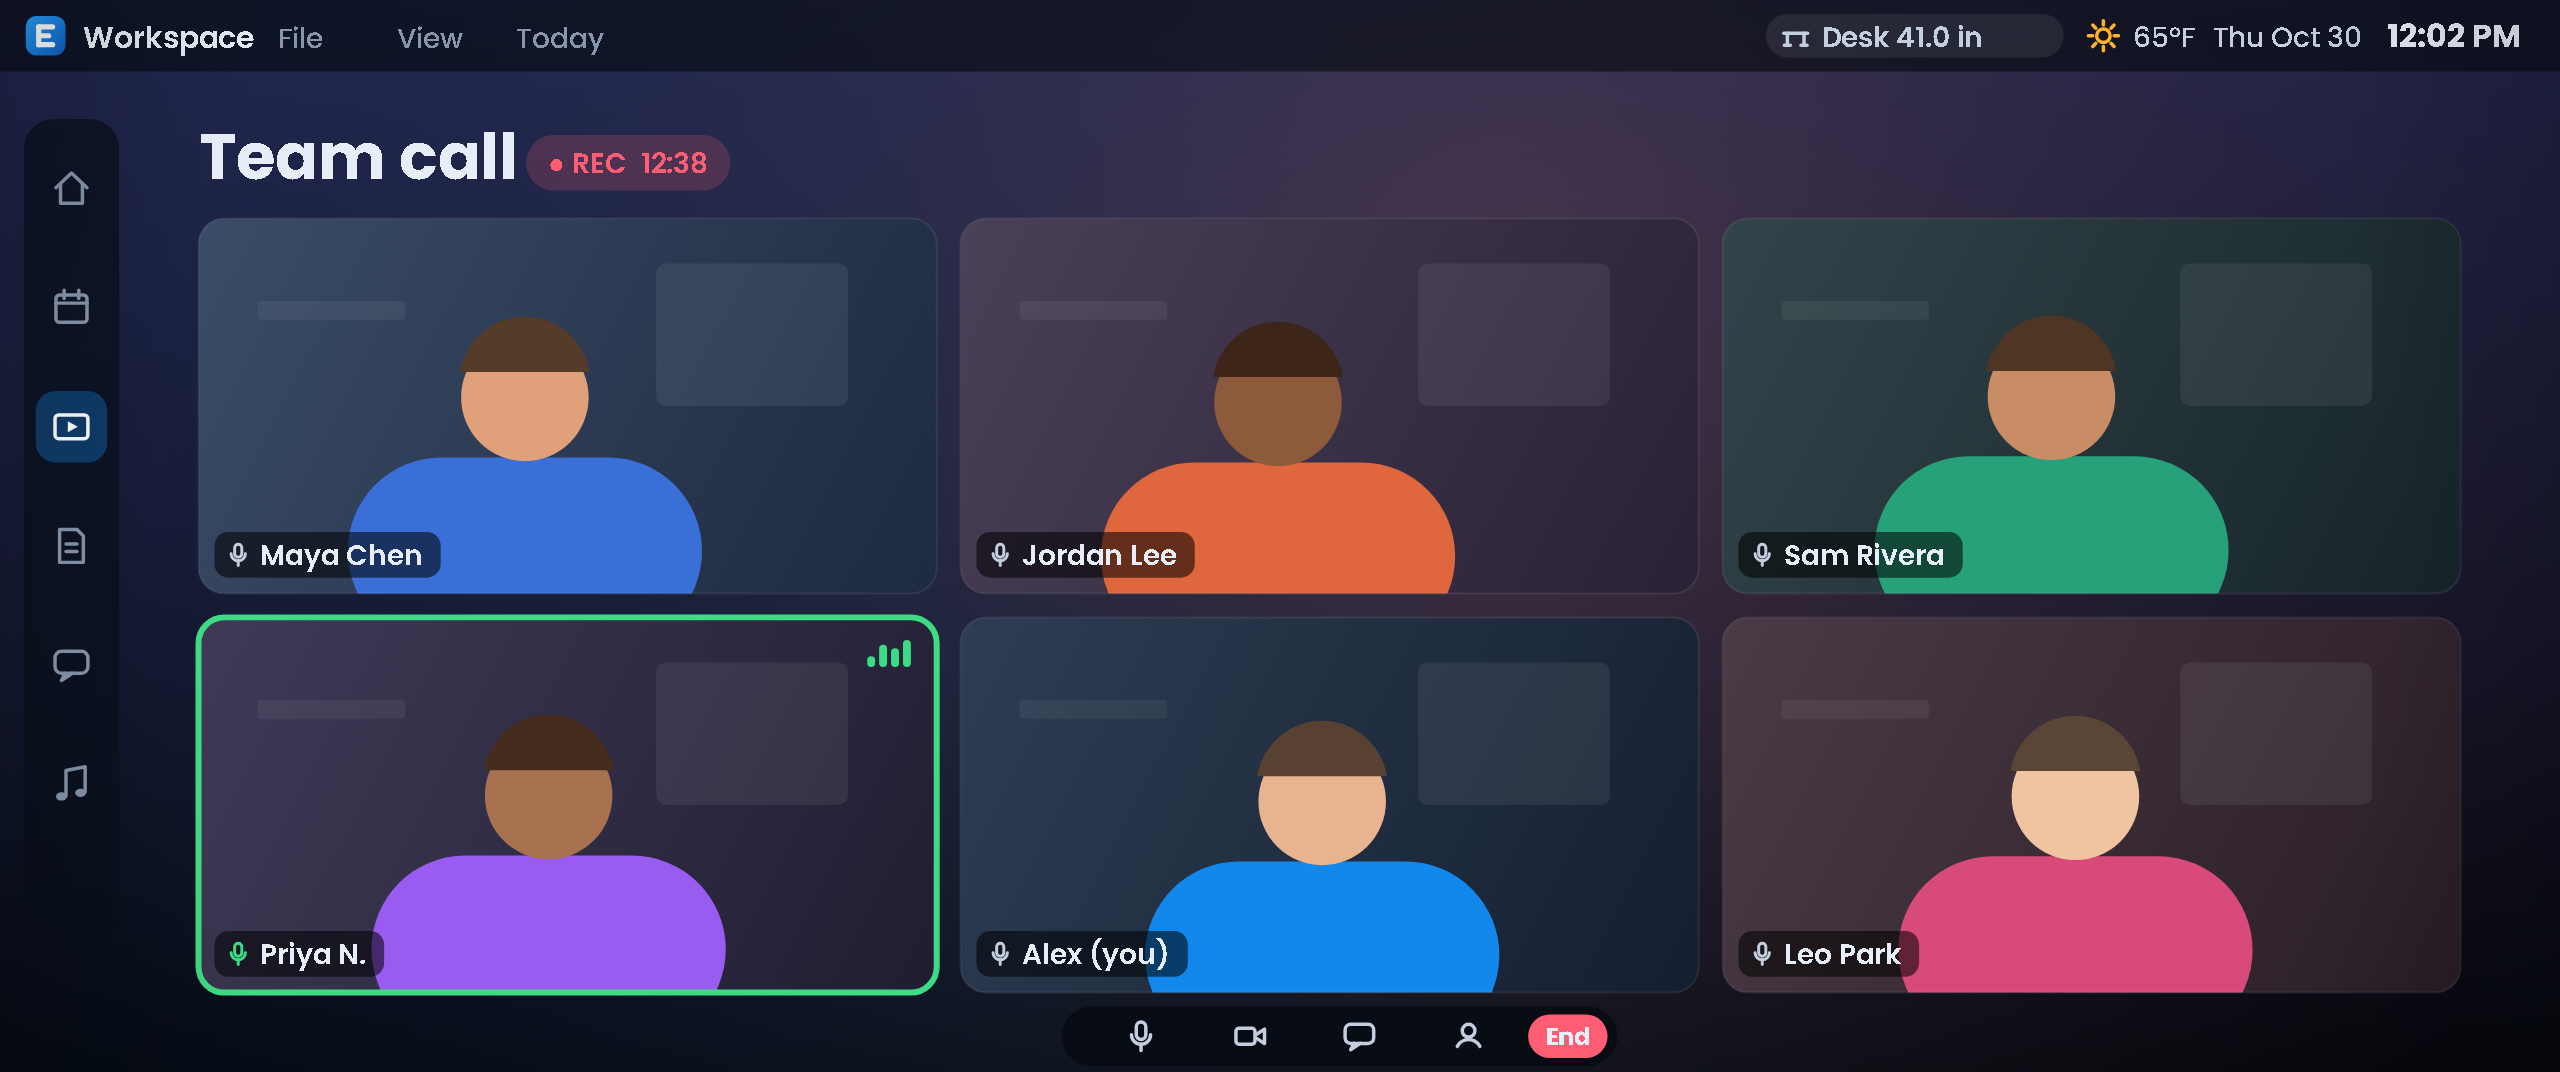 E Workspace File View Today Desk 41.0 in 65°F Thu Oct 30 12:02 PM
Team call REC 12:38
Maya Chen Jordan Lee Sam Rivera
Priya N. Alex (you) Leo Park
End